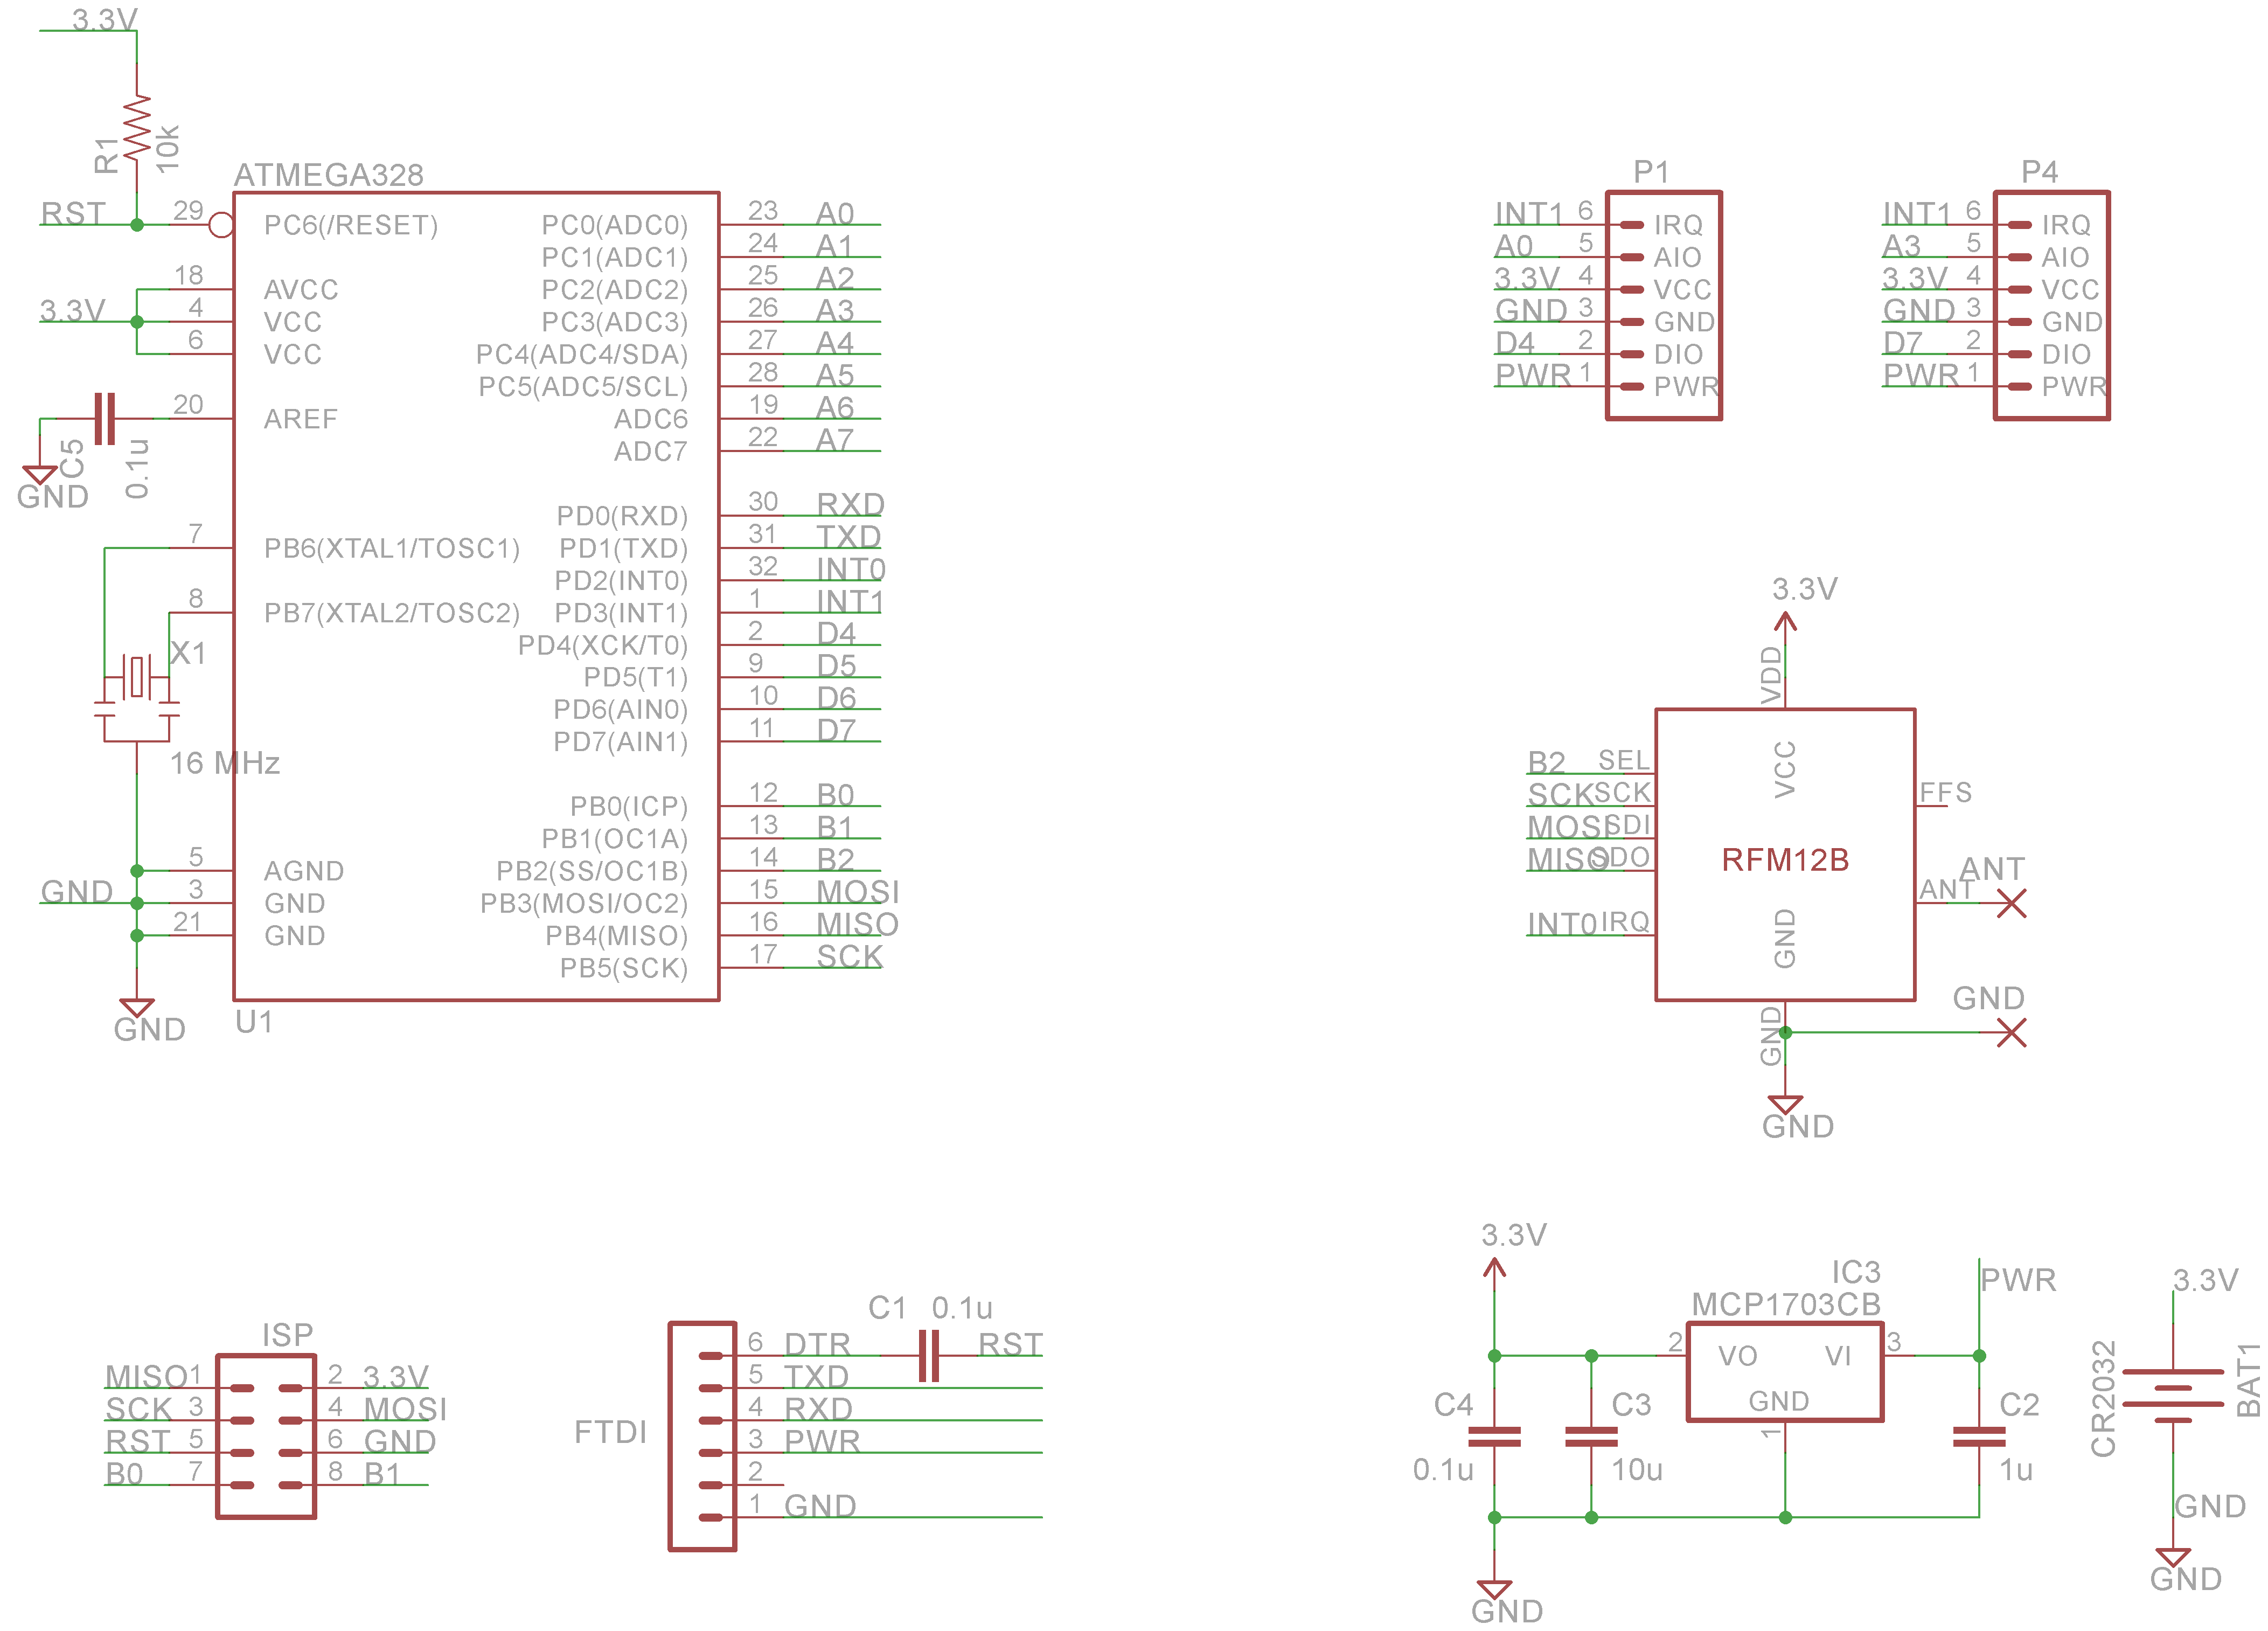 3.3V
R1
10k
ATMEGA328
RST
29
PC6(/RESET)
18
AVCC
3.3V
4
VCC
6
VCC
20
AREF
C5
0.1u
GND
7
PB6(XTAL1/TOSC1)
8
PB7(XTAL2/TOSC2)
X1
16 MHz
5
AGND
GND
3
GND
21
GND
GND
U1
PC0(ADC0) 23 A0
PC1(ADC1) 24 A1
PC2(ADC2) 25 A2
PC3(ADC3) 26 A3
PC4(ADC4/SDA) 27 A4
PC5(ADC5/SCL) 28 A5
ADC6 19 A6
ADC7 22 A7
PD0(RXD) 30 RXD
PD1(TXD) 31 TXD
PD2(INT0) 32 INT0
PD3(INT1) 1 INT1
PD4(XCK/T0) 2 D4
PD5(T1) 9 D5
PD6(AIN0) 10 D6
PD7(AIN1) 11 D7
PB0(ICP) 12 B0
PB1(OC1A) 13 B1
PB2(SS/OC1B) 14 B2
PB3(MOSI/OC2) 15 MOSI
PB4(MISO) 16 MISO
PB5(SCK) 17 SCK
P1
INT1 6 IRQ
A0 5 AIO
3.3V 4 VCC
GND 3 GND
D4 2 DIO
PWR 1 PWR
P4
INT1 6 IRQ
A3 5 AIO
3.3V 4 VCC
GND 3 GND
D7 2 DIO
PWR 1 PWR
3.3V
VDD
VCC
B2 SEL
SCK SCK
MOSI SDI
MISO SDO
INT0 IRQ
RFM12B
FFS
ANT
ANT
GND
GND
GND
GND
ISP
MISO 1 2 3.3V
SCK 3 4 MOSI
RST 5 6 GND
B0 7 8 B1
FTDI
C1 0.1u
6 DTR RST
5 TXD
4 RXD
3 PWR
2
1 GND
3.3V
IC3
MCP1703CB
2 VO VI 3
GND
1
PWR
C4
0.1u
C3
10u
C2
1u
GND
3.3V
CR2032
BAT1
GND
GND